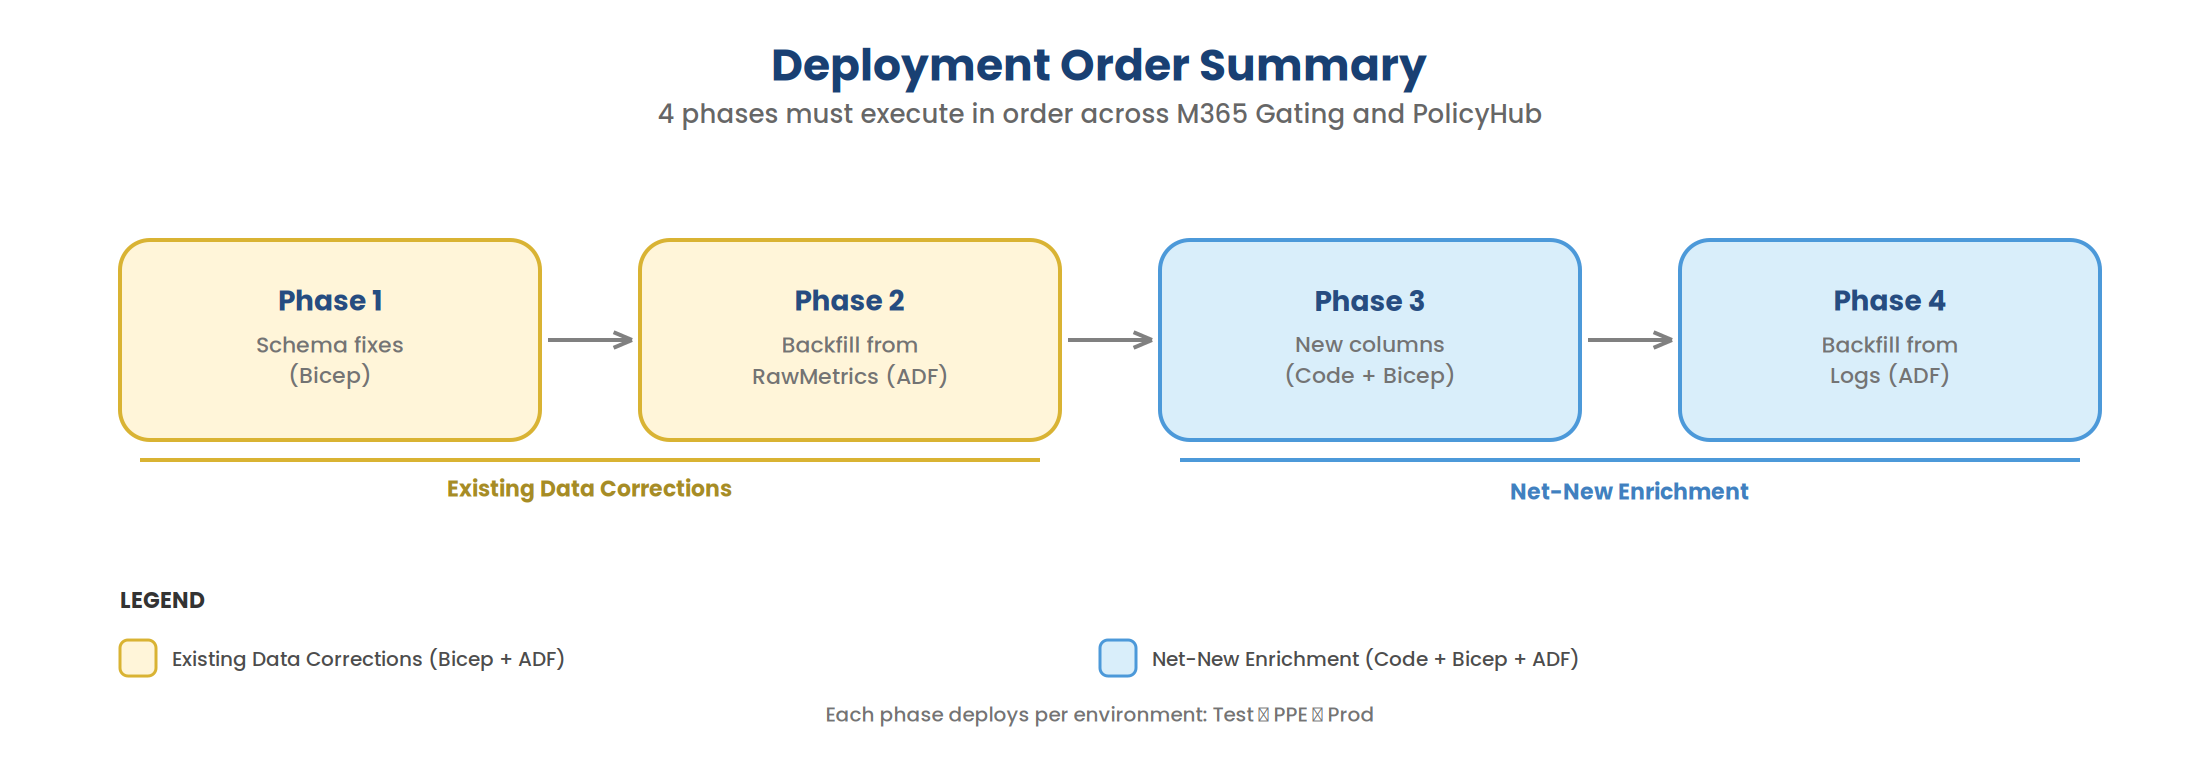 Deployment Order Summary
4 phases must execute in order across M365 Gating and PolicyHub
Phase 1
Schema fixes
(Bicep)
Phase 2
Backfill from
RawMetrics (ADF)
Phase 3
New columns
(Code + Bicep)
Phase 4
Backfill from
Logs (ADF)
Existing Data Corrections
Net-New Enrichment
LEGEND
Existing Data Corrections (Bicep + ADF)
Net-New Enrichment (Code + Bicep + ADF)
Each phase deploys per environment: Test  PPE  Prod